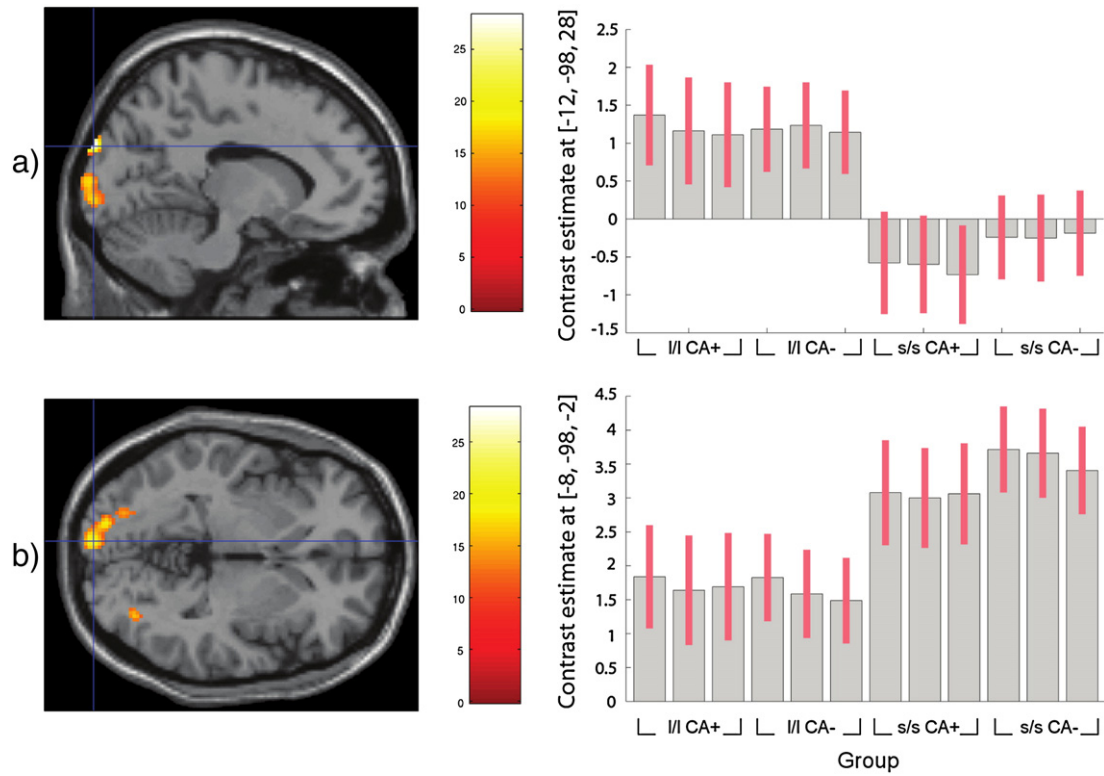 a)
25
20
15
10
5
0
Contrast estimate at [-12, -98, 28]
2.5
2
1.5
1
0.5
0
-0.5
-1
-1.5
l/l CA+
l/l CA-
s/s CA+
s/s CA-
b)
25
20
15
10
5
0
Contrast estimate at [-8, -98, -2]
4.5
4
3.5
3
2.5
2
1.5
1
0.5
0
l/l CA+
l/l CA-
s/s CA+
s/s CA-
Group